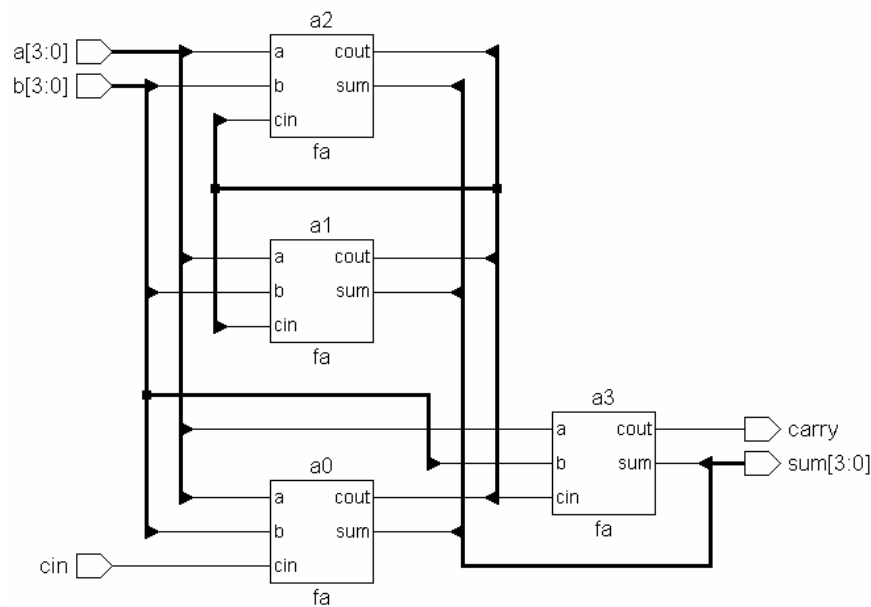 a2
a[3:0]
a cout
b[3:0]
b sum
cin
fa
a1
a cout
b sum
cin
fa
a3
a cout
carry
b sum
sum[3:0]
cin
fa
a0
a cout
b sum
cin
cin
fa